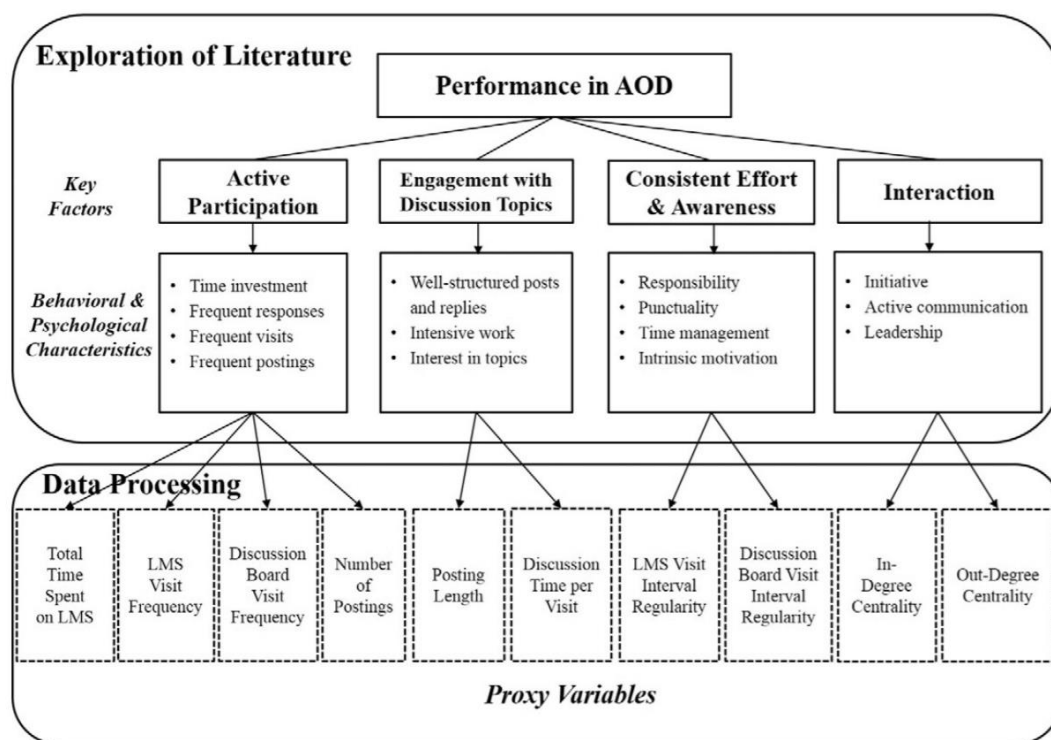 Exploration of Literature
Performance in AOD
Key
Factors
Active
Participation
Engagement with
Discussion Topics
Consistent Effort
& Awareness
Interaction
Behavioral &
Psychological
Characteristics
• Time investment
• Frequent responses
• Frequent visits
• Frequent postings
• Well-structured posts
and replies
• Intensive work
• Interest in topics
• Responsibility
• Punctuality
• Time management
• Intrinsic motivation
• Initiative
• Active communication
• Leadership
Data Processing
Total
Time
Spent
on LMS
LMS
Visit
Frequency
Discussion
Board
Visit
Frequency
Number
of
Postings
Posting
Length
Discussion
Time per
Visit
LMS Visit
Interval
Regularity
Discussion
Board Visit
Interval
Regularity
In-
Degree
Centrality
Out-Degree
Centrality
Proxy Variables